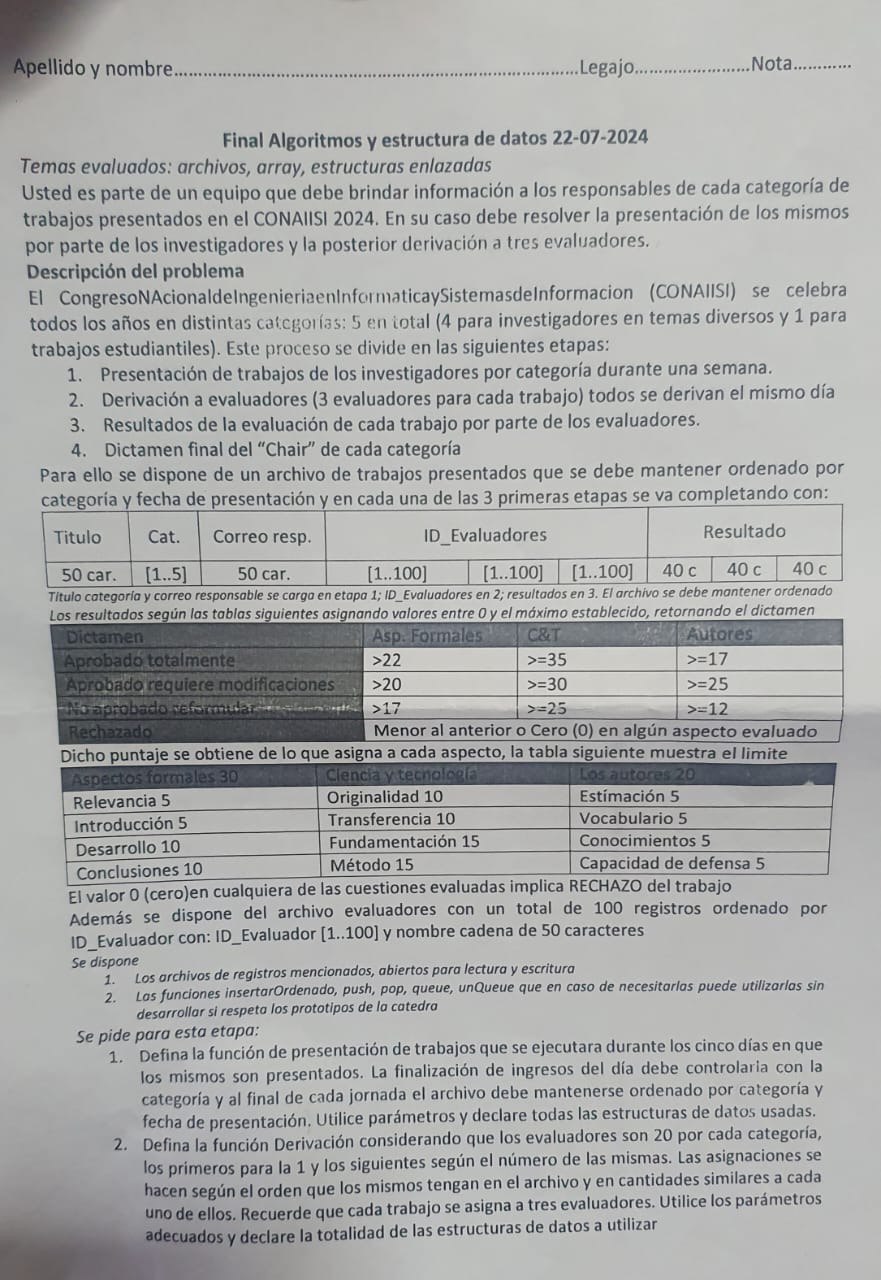 Apellido y nombre.......................................................................Legajo.......................Nota............
Final Algoritmos y estructura de datos 22-07-2024
Temas evaluados: archivos, array, estructuras enlazadas
Usted es parte de un equipo que debe brindar información a los responsables de cada categoría de
trabajos presentados en el CONAIISI 2024. En su caso debe resolver la presentación de los mismos
por parte de los investigadores y la posterior derivación a tres evaluadores.
Descripción del problema
El CongresoNAcionaldeIngenieriaenInformaticaySistemasdeInformacion (CONAIISI) se celebra
todos los años en distintas categorías: 5 en total (4 para investigadores en temas diversos y 1 para
trabajos estudiantiles). Este proceso se divide en las siguientes etapas:
1. Presentación de trabajos de los investigadores por categoría durante una semana.
2. Derivación a evaluadores (3 evaluadores para cada trabajo) todos se derivan el mismo día
3. Resultados de la evaluación de cada trabajo por parte de los evaluadores.
4. Dictamen final del “Chair” de cada categoría
Para ello se dispone de un archivo de trabajos presentados que se debe mantener ordenado por
categoría y fecha de presentación y en cada una de las 3 primeras etapas se va completando con:
Titulo Cat. Correo resp. ID_Evaluadores Resultado
50 car. [1..5] 50 car. [1..100] [1..100] [1..100] 40 c 40 c 40 c
Título categoría y correo responsable se carga en etapa 1; ID_Evaluadores en 2; resultados en 3. El archivo se debe mantener ordenado
Los resultados según las tablas siguientes asignando valores entre 0 y el máximo establecido, retornando el dictamen
Dictamen Asp. Formales C&T Autores
Aprobado totalmente >22 >=35 >=17
Aprobado requiere modificaciones >20 >=30 >=25
No aprobado reformular >17 >=25 >=12
Rechazado Menor al anterior o Cero (0) en algún aspecto evaluado
Dicho puntaje se obtiene de lo que asigna a cada aspecto, la tabla siguiente muestra el limite
Aspectos formales 30 Ciencia y tecnología Los autores 20
Relevancia 5 Originalidad 10 Estímación 5
Introducción 5 Transferencia 10 Vocabulario 5
Desarrollo 10 Fundamentación 15 Conocimientos 5
Conclusiones 10 Método 15 Capacidad de defensa 5
El valor 0 (cero)en cualquiera de las cuestiones evaluadas implica RECHAZO del trabajo
Además se dispone del archivo evaluadores con un total de 100 registros ordenado por
ID_Evaluador con: ID_Evaluador [1..100] y nombre cadena de 50 caracteres
Se dispone
1. Los archivos de registros mencionados, abiertos para lectura y escritura
2. Las funciones insertarOrdenado, push, pop, queue, unQueue que en caso de necesitarlas puede utilizarlas sin
desarrollar si respeta los prototipos de la catedra
Se pide para esta etapa:
1. Defina la función de presentación de trabajos que se ejecutara durante los cinco días en que
los mismos son presentados. La finalización de ingresos del día debe controlarla con la
categoría y al final de cada jornada el archivo debe mantenerse ordenado por categoría y
fecha de presentación. Utilice parámetros y declare todas las estructuras de datos usadas.
2. Defina la función Derivación considerando que los evaluadores son 20 por cada categoría,
los primeros para la 1 y los siguientes según el número de las mismas. Las asignaciones se
hacen según el orden que los mismos tengan en el archivo y en cantidades similares a cada
uno de ellos. Recuerde que cada trabajo se asigna a tres evaluadores. Utilice los parámetros
adecuados y declare la totalidad de las estructuras de datos a utilizar